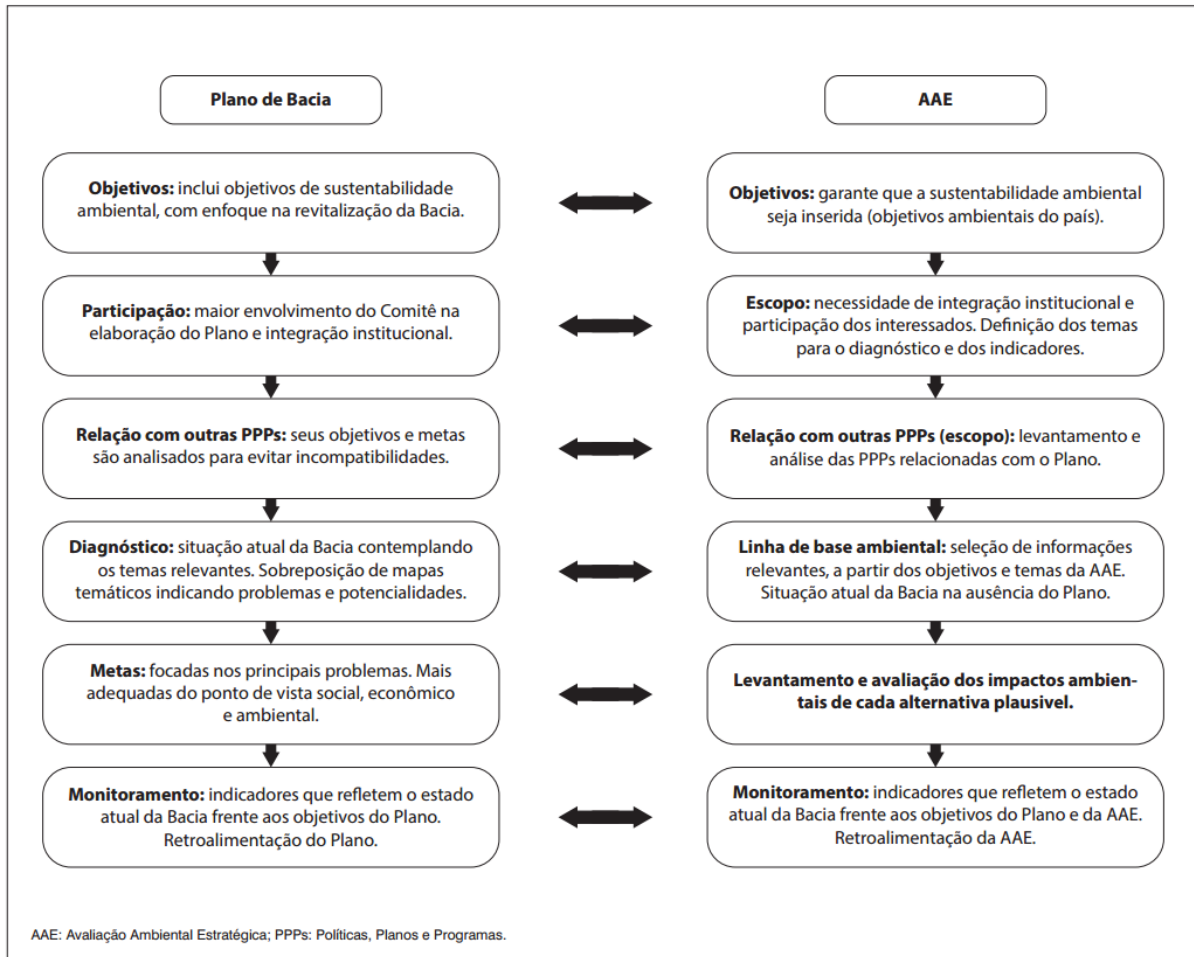 Plano de Bacia
AAE
Objetivos: inclui objetivos de sustentabilidade
ambiental, com enfoque na revitalização da Bacia.
Objetivos: garante que a sustentabilidade ambiental
seja inserida (objetivos ambientais do país).
Participação: maior envolvimento do Comitê na
elaboração do Plano e integração institucional.
Escopo: necessidade de integração institucional e
participação dos interessados. Definição dos temas
para o diagnóstico e dos indicadores.
Relação com outras PPPs: seus objetivos e metas
são analisados para evitar incompatibilidades.
Relação com outras PPPs (escopo): levantamento e
análise das PPPs relacionadas com o Plano.
Diagnóstico: situação atual da Bacia contemplando
os temas relevantes. Sobreposição de mapas
temáticos indicando problemas e potencialidades.
Linha de base ambiental: seleção de informações
relevantes, a partir dos objetivos e temas da AAE.
Situação atual da Bacia na ausência do Plano.
Metas: focadas nos principais problemas. Mais
adequadas do ponto de vista social, econômico
e ambiental.
Levantamento e avaliação dos impactos ambien-
tais de cada alternativa plausivel.
Monitoramento: indicadores que refletem o estado
atual da Bacia frente aos objetivos do Plano.
Retroalimentação do Plano.
Monitoramento: indicadores que refletem o estado
atual da Bacia frente aos objetivos do Plano e da AAE.
Retroalimentação da AAE.
AAE: Avaliação Ambiental Estratégica; PPPs: Políticas, Planos e Programas.